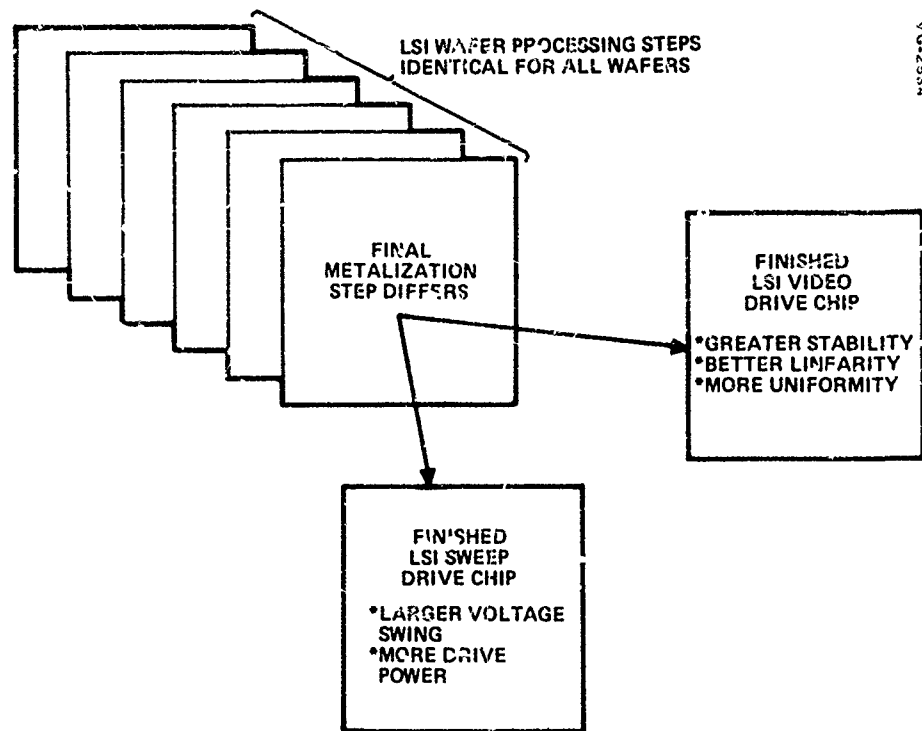 LSI WAFER PROCESSING STEPS
IDENTICAL FOR ALL WAFERS
FINAL
METALIZATION
STEP DIFFERS
FINISHED
LSI VIDEO
DRIVE CHIP
*GREATER STABILITY
*BETTER LINFARITY
*MORE UNIFORMITY
FINISHED
LSI SWEEP
DRIVE CHIP
*LARGER VOLTAGE
SWING
*MORE DRIVE
POWER